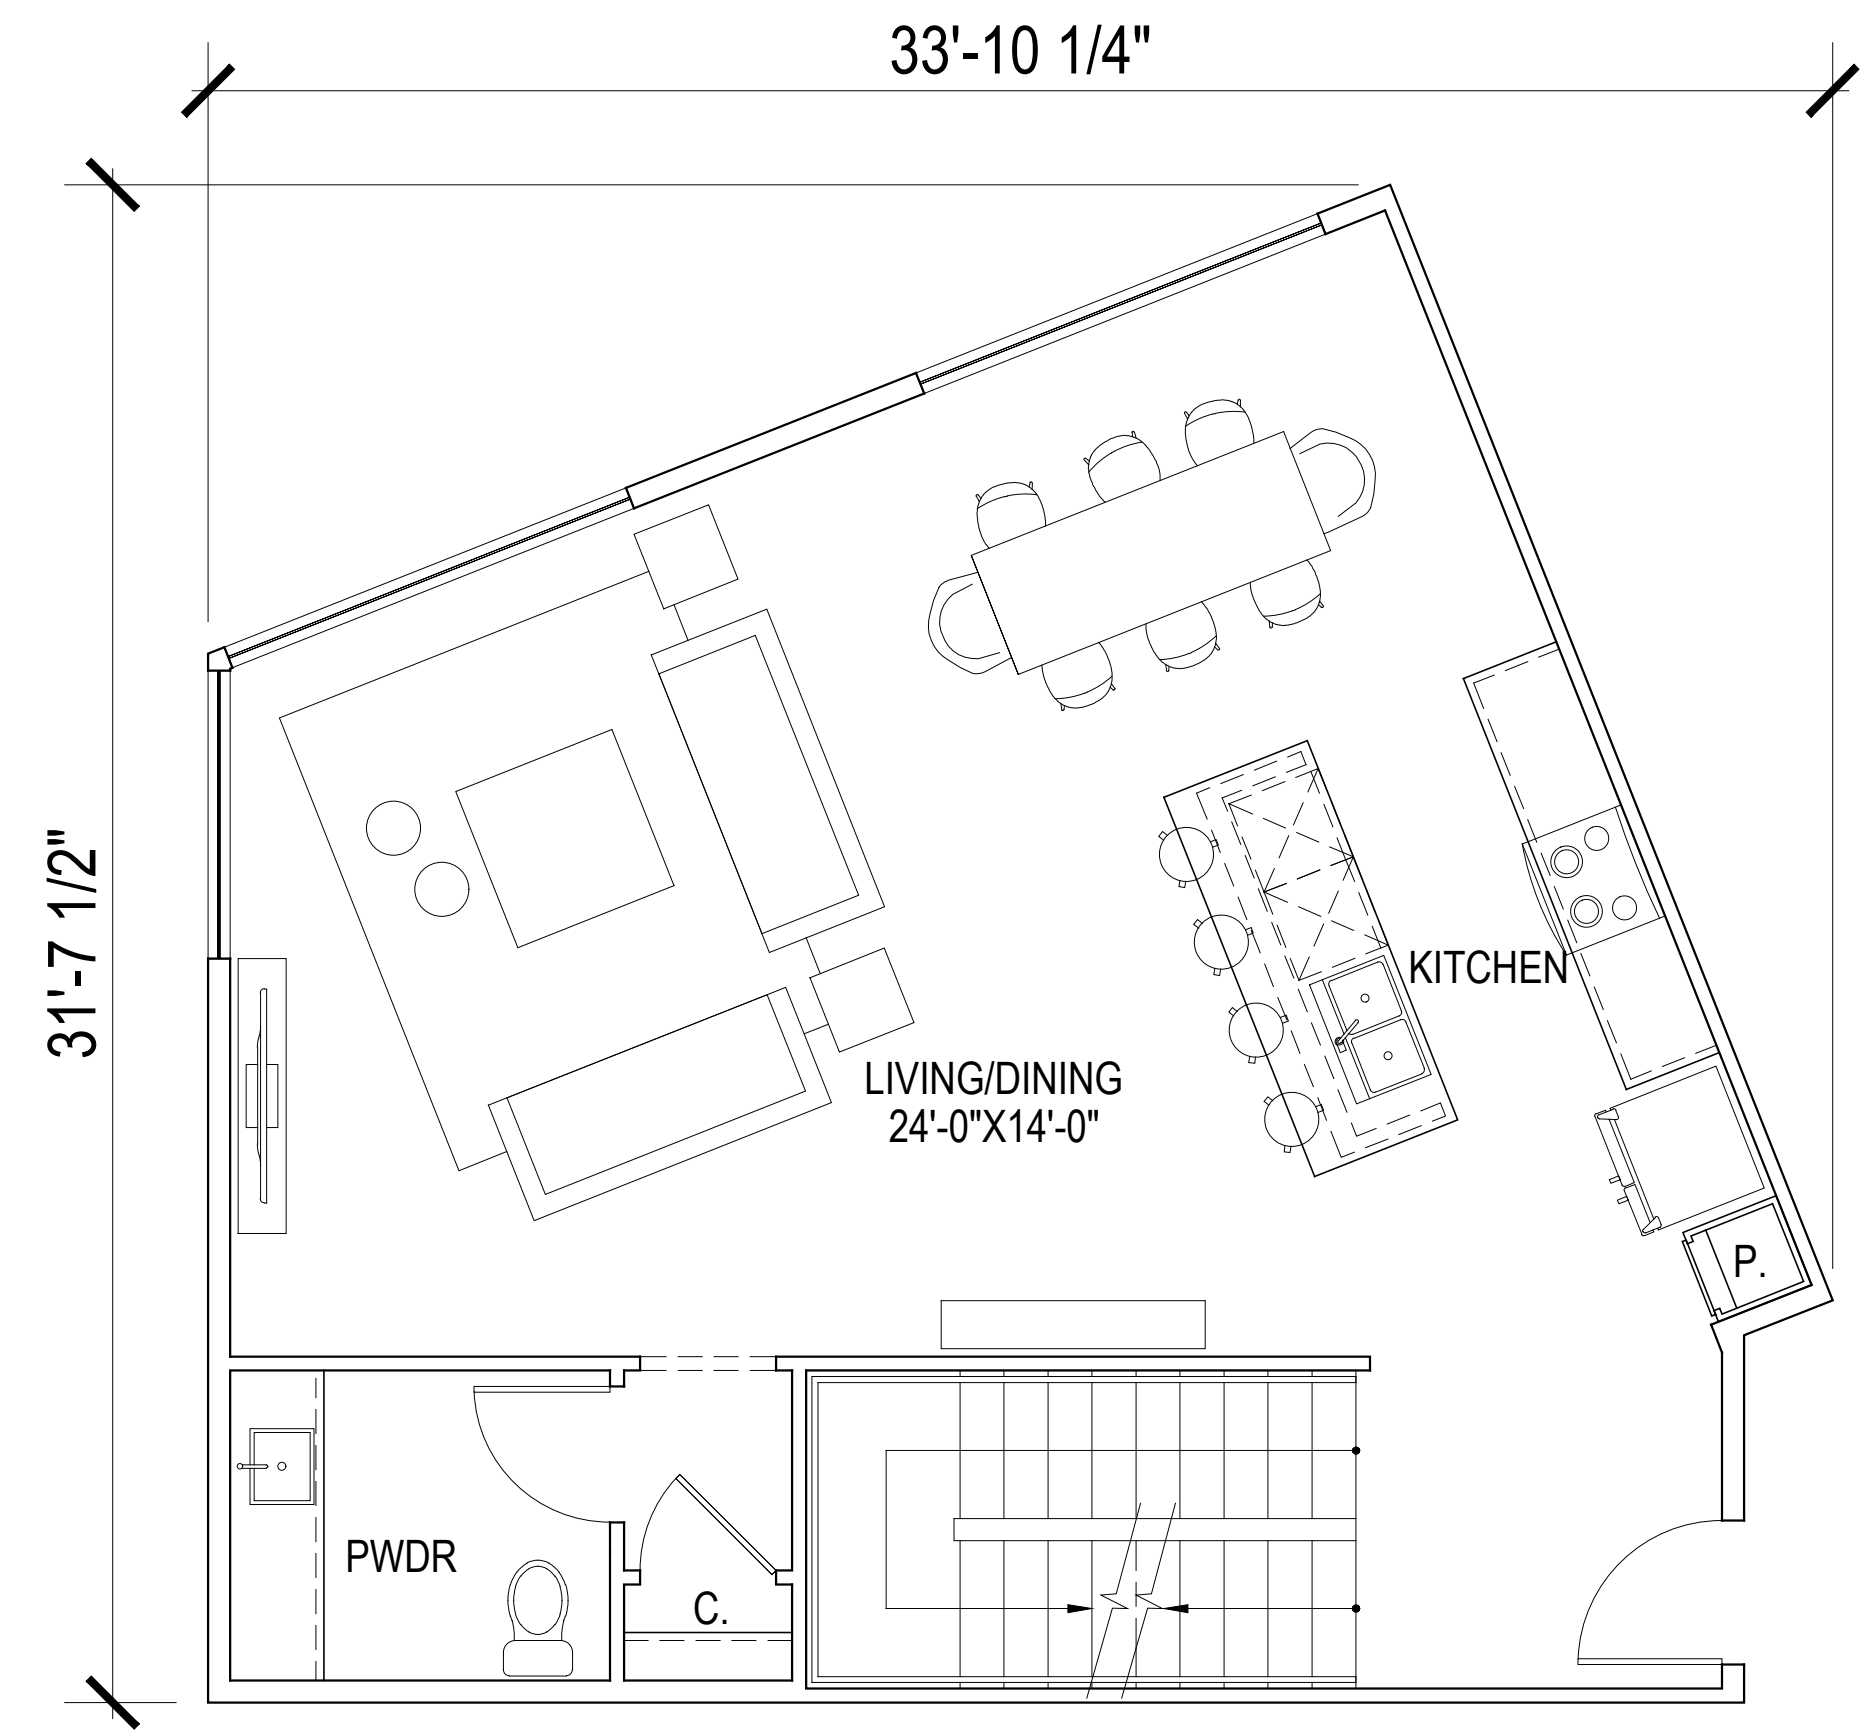 33'-10 1/4"
31'-7 1/2"
KITCHEN
LIVING/DINING
24'-0"X14'-0"
P.
PWDR
C.